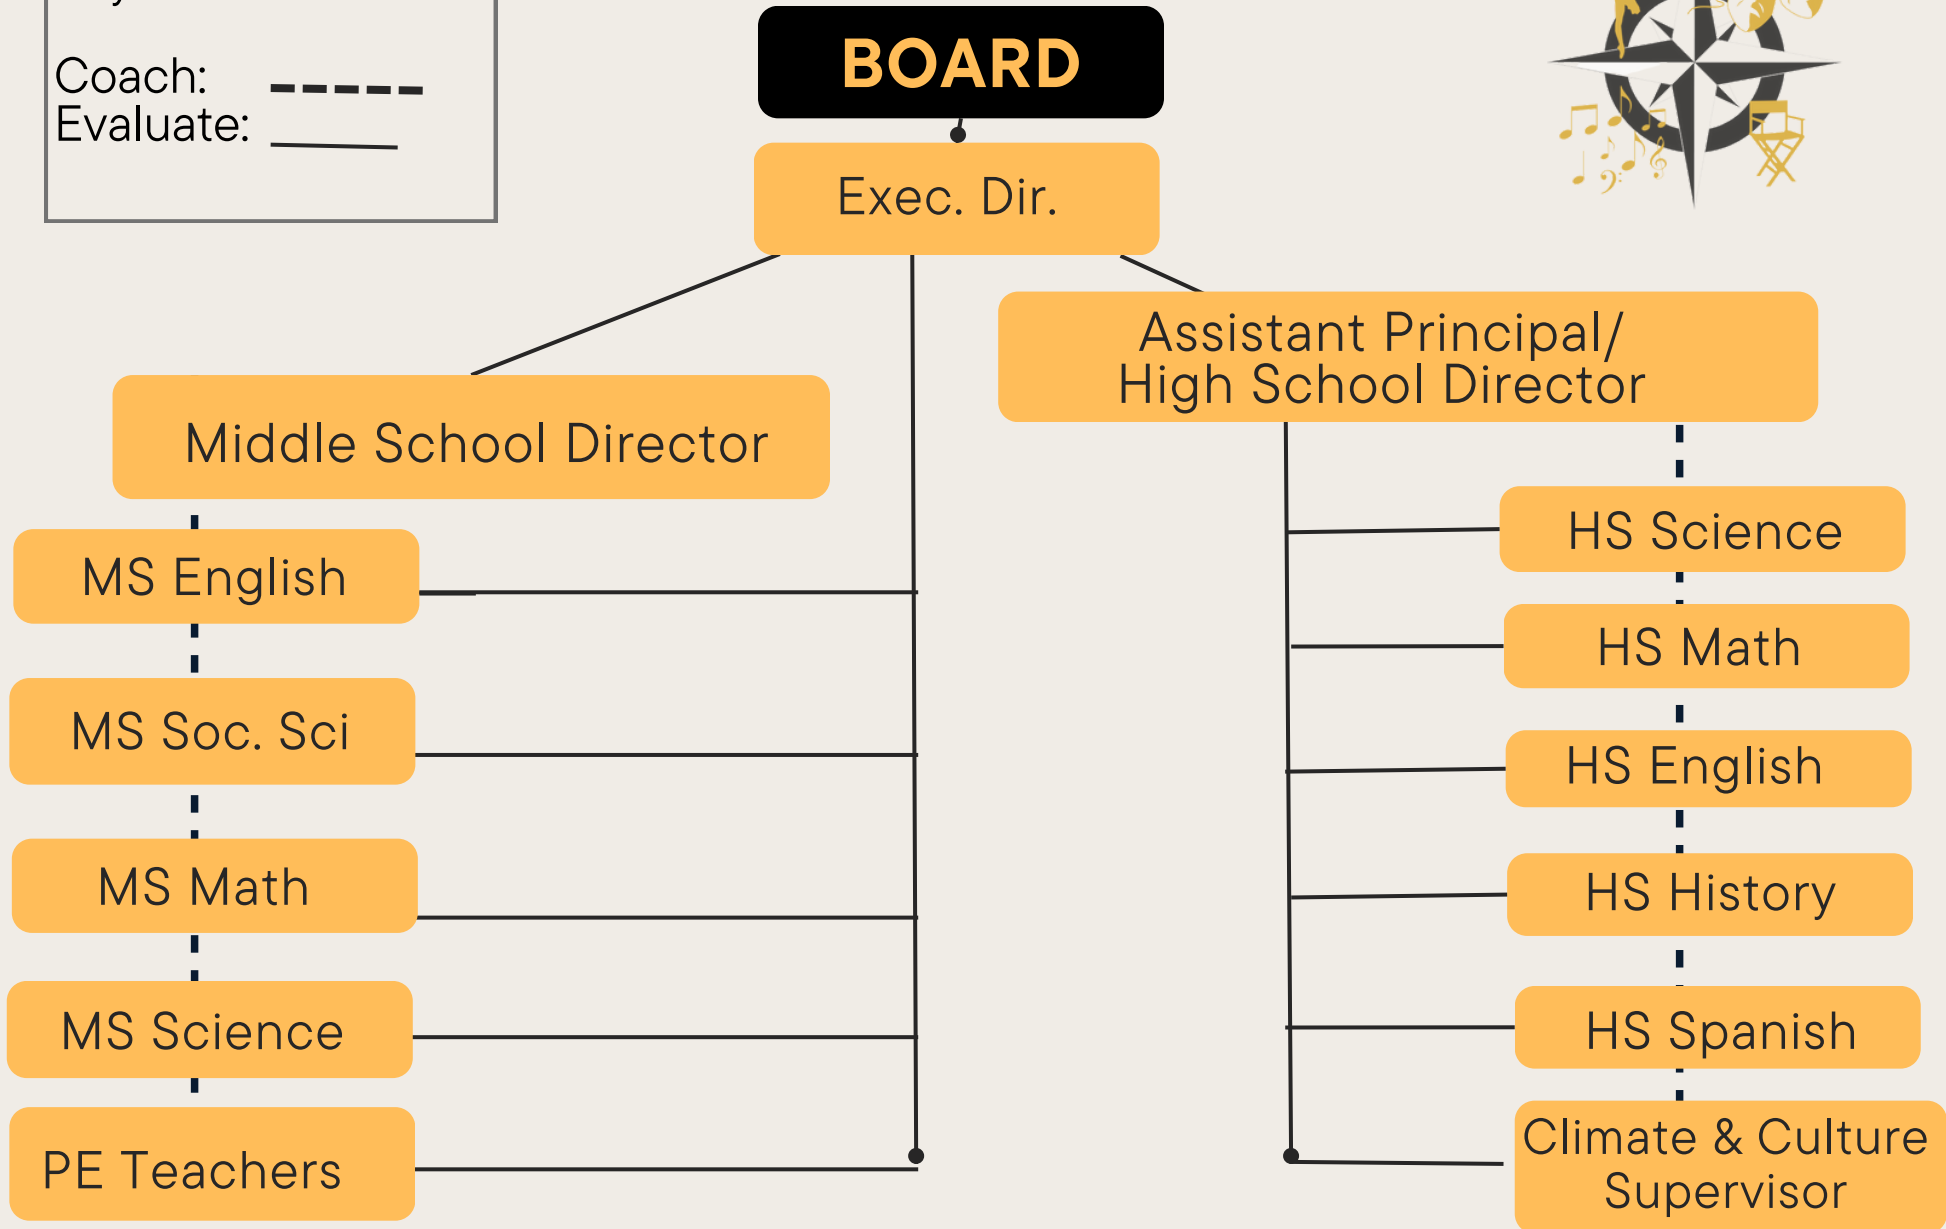 Coach:
Evaluate:
BOARD
Exec. Dir.
Assistant Principal/
High School Director
Middle School Director
MS English
MS Soc. Sci
MS Math
MS Science
PE Teachers
HS Science
HS Math
HS English
HS History
HS Spanish
Climate & Culture
Supervisor